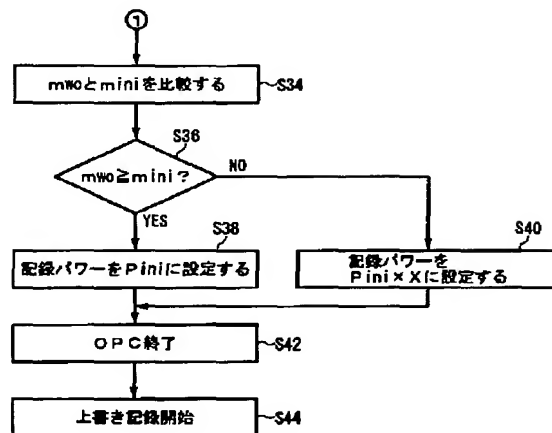 1
mwoとminiを比較する
S34
S36
mwo≧mini?
NO
YES
S38
S40
記録パワーをPiniに設定する
記録パワーを
Pini×Xに設定する
OPC終了
S42
上書き記録開始
S44